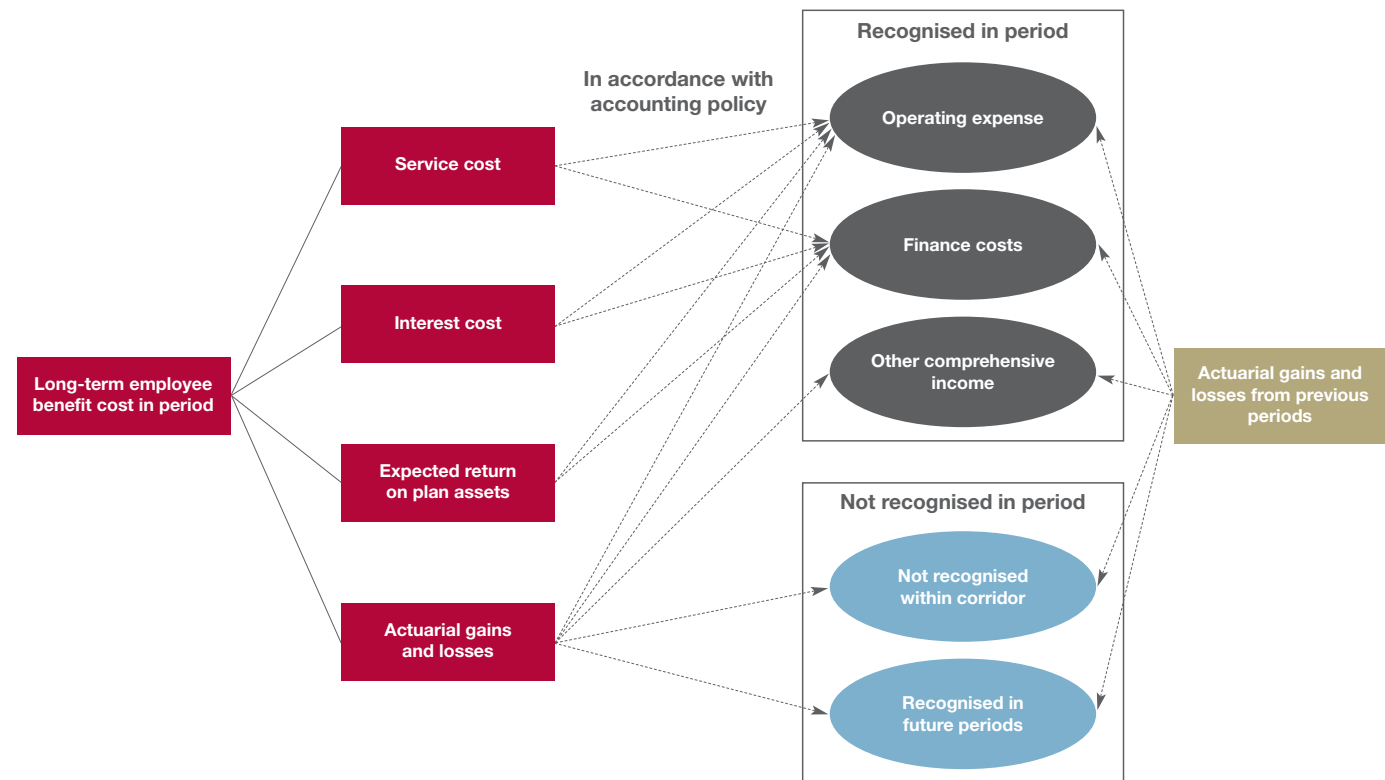 Recognised in period
In accordance with
accounting policy
Operating expense
Service cost
Finance costs
Interest cost
Other comprehensive
income
Long-term employee
benefit cost in period
Actuarial gains and
losses from previous
periods
Expected return
on plan assets
Not recognised in period
Not recognised
within corridor
Actuarial gains
and losses
Recognised in
future periods